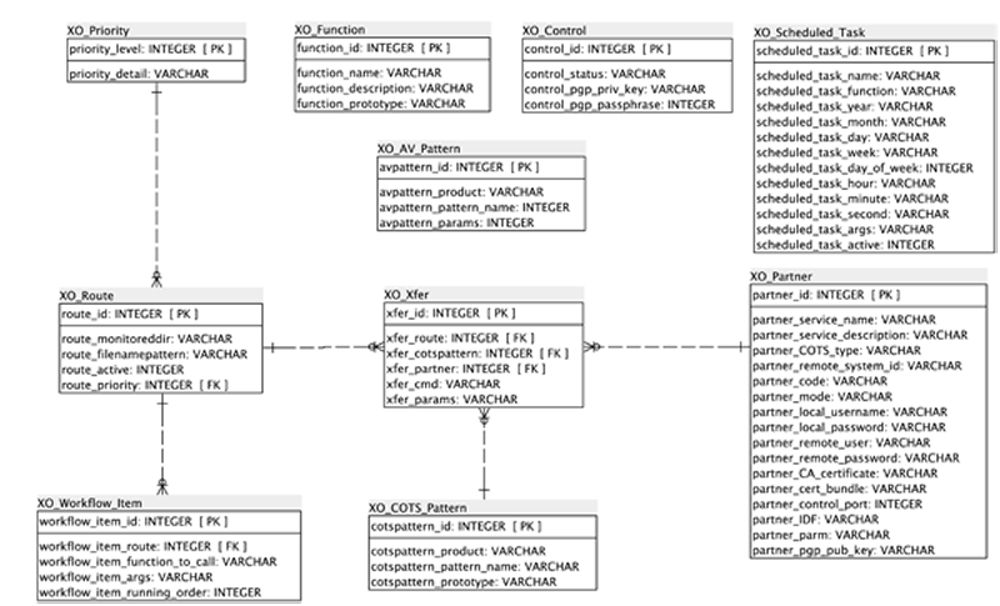 XO_Priority
priority_level: INTEGER [ PK ]
priority_detail: VARCHAR
XO_Function
function_id: INTEGER [ PK ]
function_name: VARCHAR
function_description: VARCHAR
function_prototype: VARCHAR
XO_Control
control_id: INTEGER [ PK ]
control_status: VARCHAR
control_pgp_priv_key: VARCHAR
control_pgp_passphrase: INTEGER
XO_Scheduled_Task
scheduled_task_id: INTEGER [ PK ]
scheduled_task_name: VARCHAR
scheduled_task_function: VARCHAR
scheduled_task_year: VARCHAR
scheduled_task_month: VARCHAR
scheduled_task_day: VARCHAR
scheduled_task_week: VARCHAR
scheduled_task_day_of_week: INTEGER
scheduled_task_hour: VARCHAR
scheduled_task_minute: VARCHAR
scheduled_task_second: VARCHAR
scheduled_task_args: VARCHAR
scheduled_task_active: INTEGER
XO_AV_Pattern
avpattern_id: INTEGER [ PK ]
avpattern_product: VARCHAR
avpattern_pattern_name: INTEGER
avpattern_params: INTEGER
XO_Route
route_id: INTEGER [ PK ]
route_monitoreddir: VARCHAR
route_filenamepattern: VARCHAR
route_active: INTEGER
route_priority: INTEGER [ FK ]
XO_Xfer
xfer_id: INTEGER [ PK ]
xfer_route: INTEGER [ FK ]
xfer_cotspattern: INTEGER [ FK ]
xfer_partner: INTEGER [ FK ]
xfer_cmd: VARCHAR
xfer_params: VARCHAR
XO_Partner
partner_id: INTEGER [ PK ]
partner_service_name: VARCHAR
partner_service_description: VARCHAR
partner_COTS_type: VARCHAR
partner_remote_system_id: VARCHAR
partner_code: VARCHAR
partner_mode: VARCHAR
partner_local_username: VARCHAR
partner_local_password: VARCHAR
partner_remote_user: VARCHAR
partner_remote_password: VARCHAR
partner_CA_certificate: VARCHAR
partner_cert_bundle: VARCHAR
partner_control_port: INTEGER
partner_IDF: VARCHAR
partner_parm: VARCHAR
partner_pgp_pub_key: VARCHAR
XO_Workflow_Item
workflow_item_id: INTEGER [ PK ]
workflow_item_route: INTEGER [ FK ]
workflow_item_function_to_call: VARCHAR
workflow_item_args: VARCHAR
workflow_item_running_order: INTEGER
XO_COTS_Pattern
cotspattern_id: INTEGER [ PK ]
cotspattern_product: VARCHAR
cotspattern_pattern_name: VARCHAR
cotspattern_prototype: VARCHAR